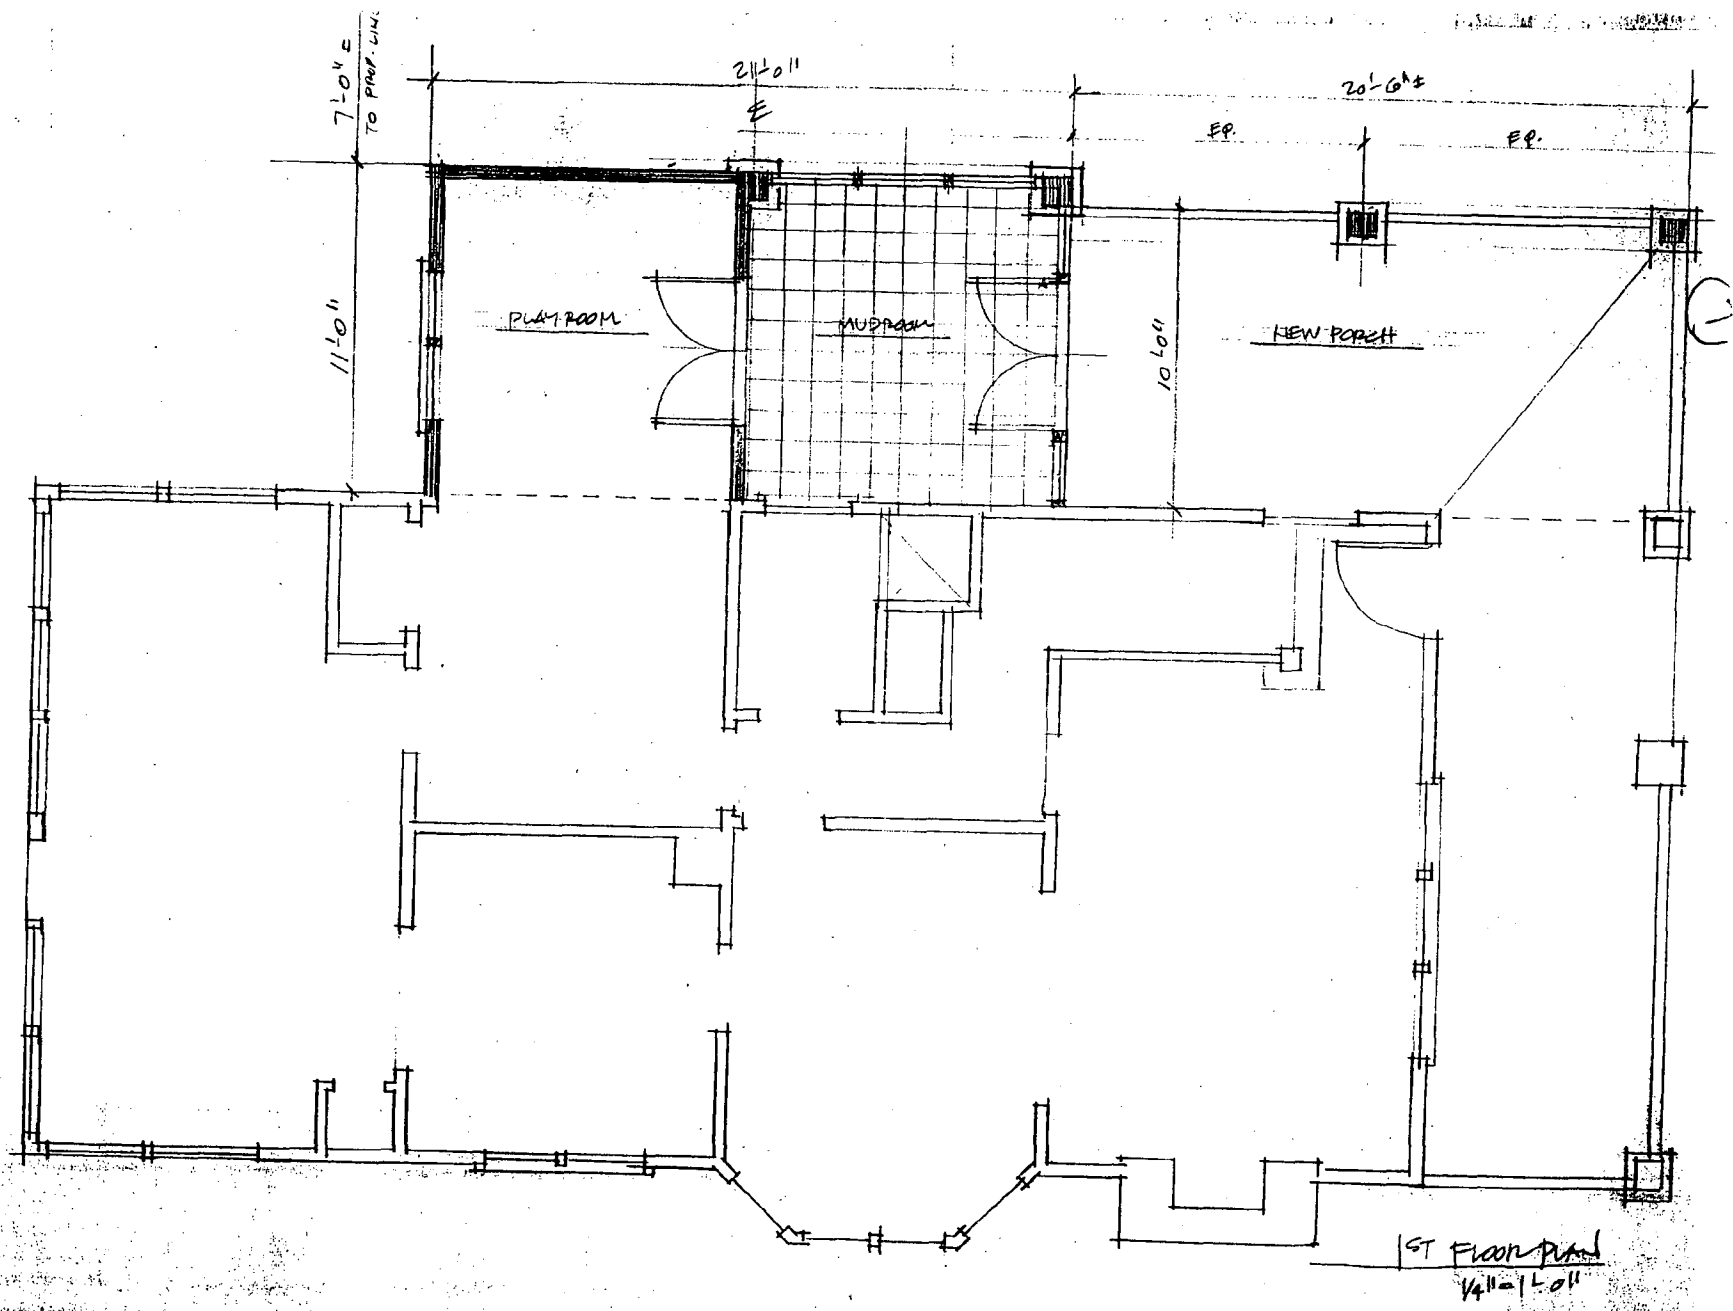 7'-0" ±
TO PROP. LINE
21'-0"
20'-6" ±
EQ.
EQ.
11'-0"
PLAYROOM
MUDROOM
10'-0"
NEW PORCH
1ST FLOOR PLAN
1/4" = 1'-0"